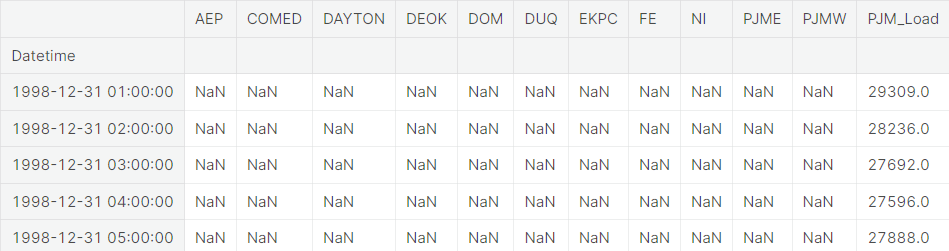 AEP COMED DAYTON DEOK DOM DUQ EKPC FE NI PJME PJMW PJM_Load
Datetime
1998-12-31 01:00:00 NaN NaN NaN NaN NaN NaN NaN NaN NaN NaN NaN 29309.0
1998-12-31 02:00:00 NaN NaN NaN NaN NaN NaN NaN NaN NaN NaN NaN 28236.0
1998-12-31 03:00:00 NaN NaN NaN NaN NaN NaN NaN NaN NaN NaN NaN 27692.0
1998-12-31 04:00:00 NaN NaN NaN NaN NaN NaN NaN NaN NaN NaN NaN 27596.0
1998-12-31 05:00:00 NaN NaN NaN NaN NaN NaN NaN NaN NaN NaN NaN 27888.0